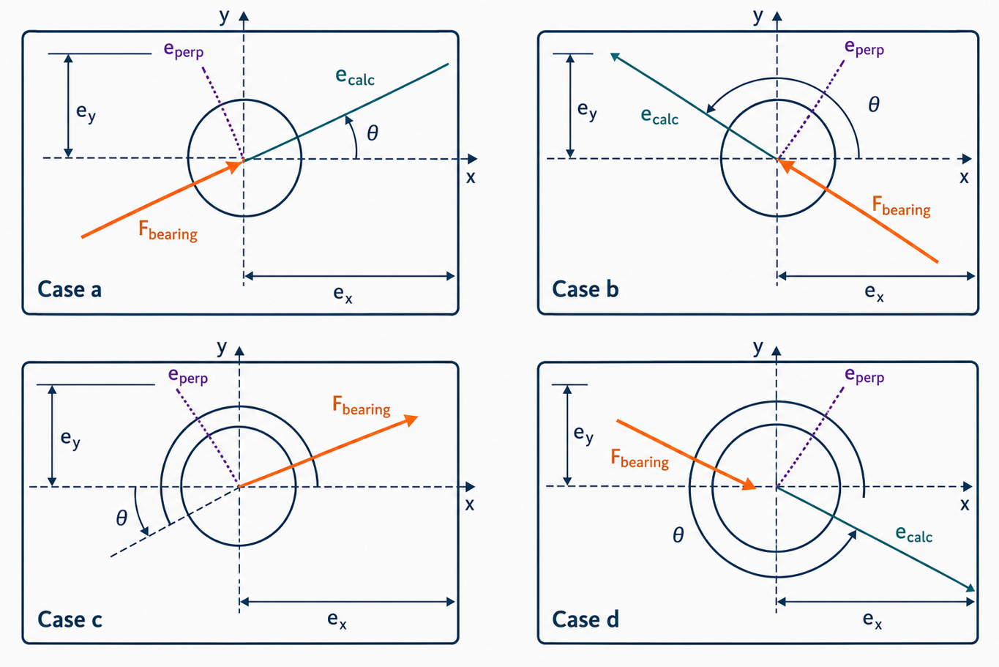 y
e_perp
e_calc
e_y
θ
x
F_bearing
e_x
Case a
y
e_perp
θ
e_y
e_calc
x
F_bearing
e_x
Case b
y
e_perp
F_bearing
e_y
x
θ
e_x
Case c
y
e_perp
e_y
F_bearing
x
θ
e_calc
e_x
Case d